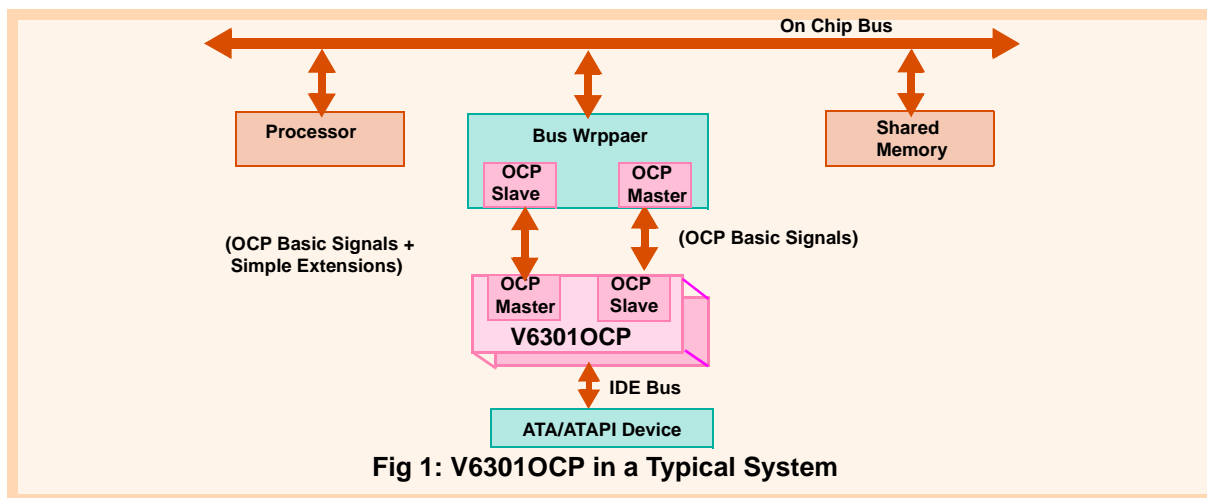 On Chip Bus
Processor
Bus Wrppaer
Shared
Memory
OCP
Slave
OCP
Master
(OCP Basic Signals +
Simple Extensions)
(OCP Basic Signals)
OCP
Master
OCP
Slave
V6301OCP
IDE Bus
ATA/ATAPI Device
Fig 1: V6301OCP in a Typical System